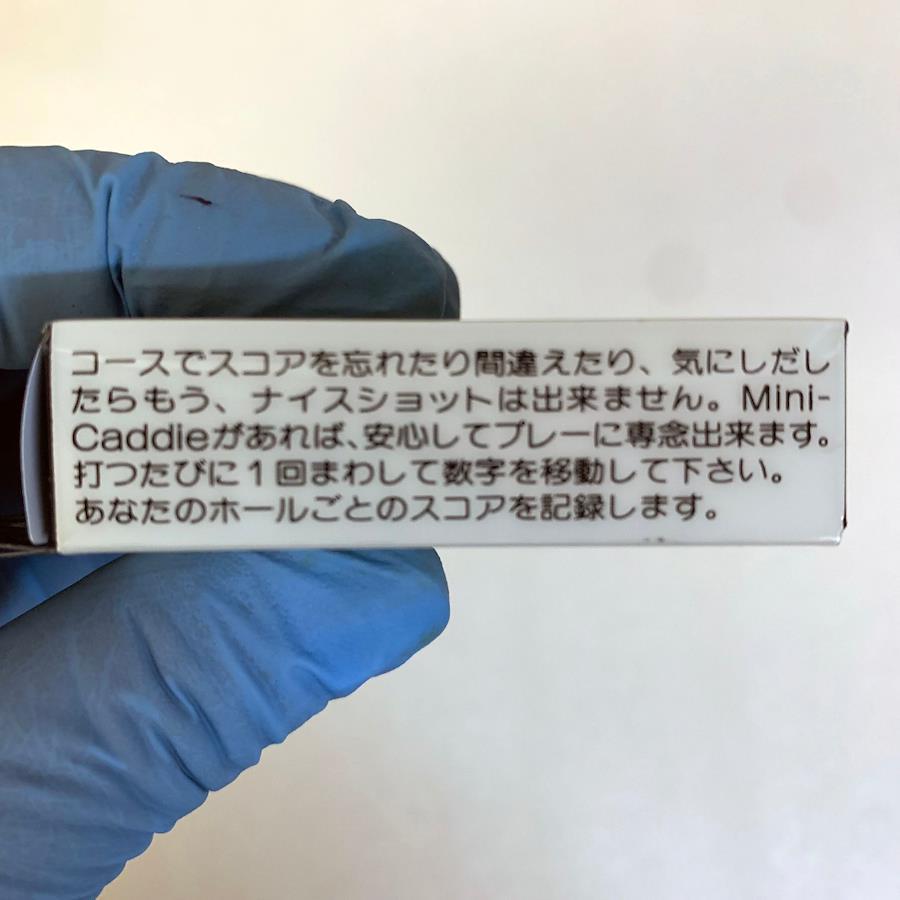 コースでスコアを忘れたり間違えたり、気にしだし
たらもう、ナイスショットは出来ません。Mini-
Caddieがあれば、安心してプレーに専念出来ます。
打つたびに1回まわして数字を移動して下さい。
あなたのホールごとのスコアを記録します。